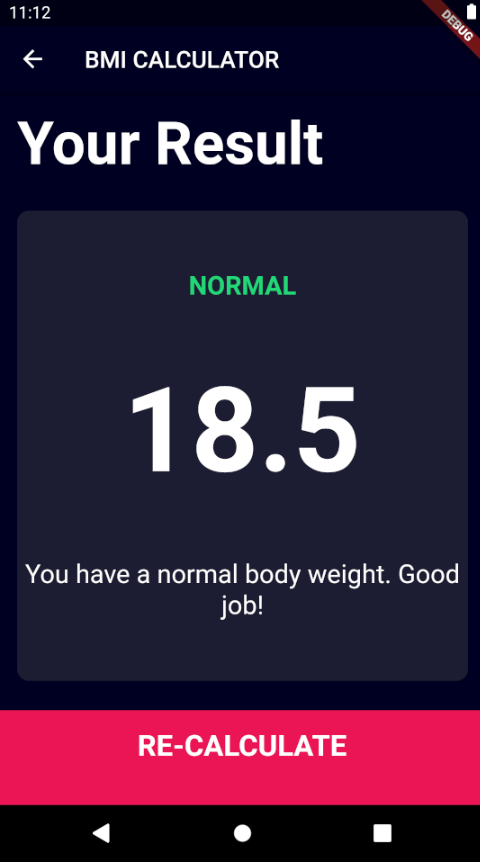 11:12
DEBUG
BMI CALCULATOR
Your Result
NORMAL
18.5
You have a normal body weight. Good
job!
RE-CALCULATE